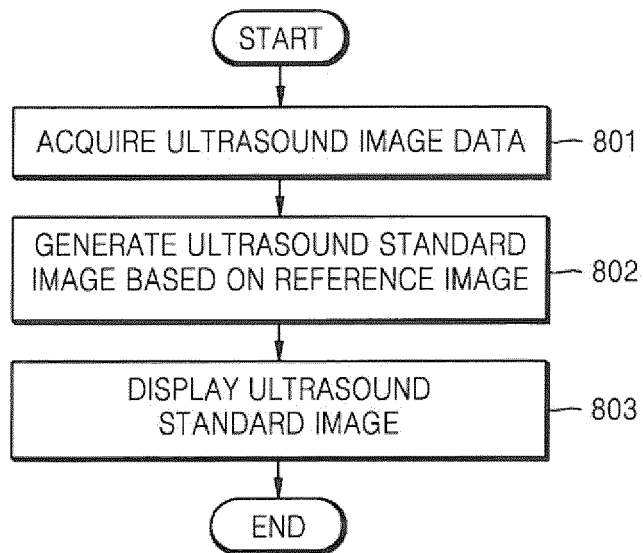 START
ACQUIRE ULTRASOUND IMAGE DATA
801
GENERATE ULTRASOUND STANDARD
IMAGE BASED ON REFERENCE IMAGE
802
DISPLAY ULTRASOUND
STANDARD IMAGE
803
END